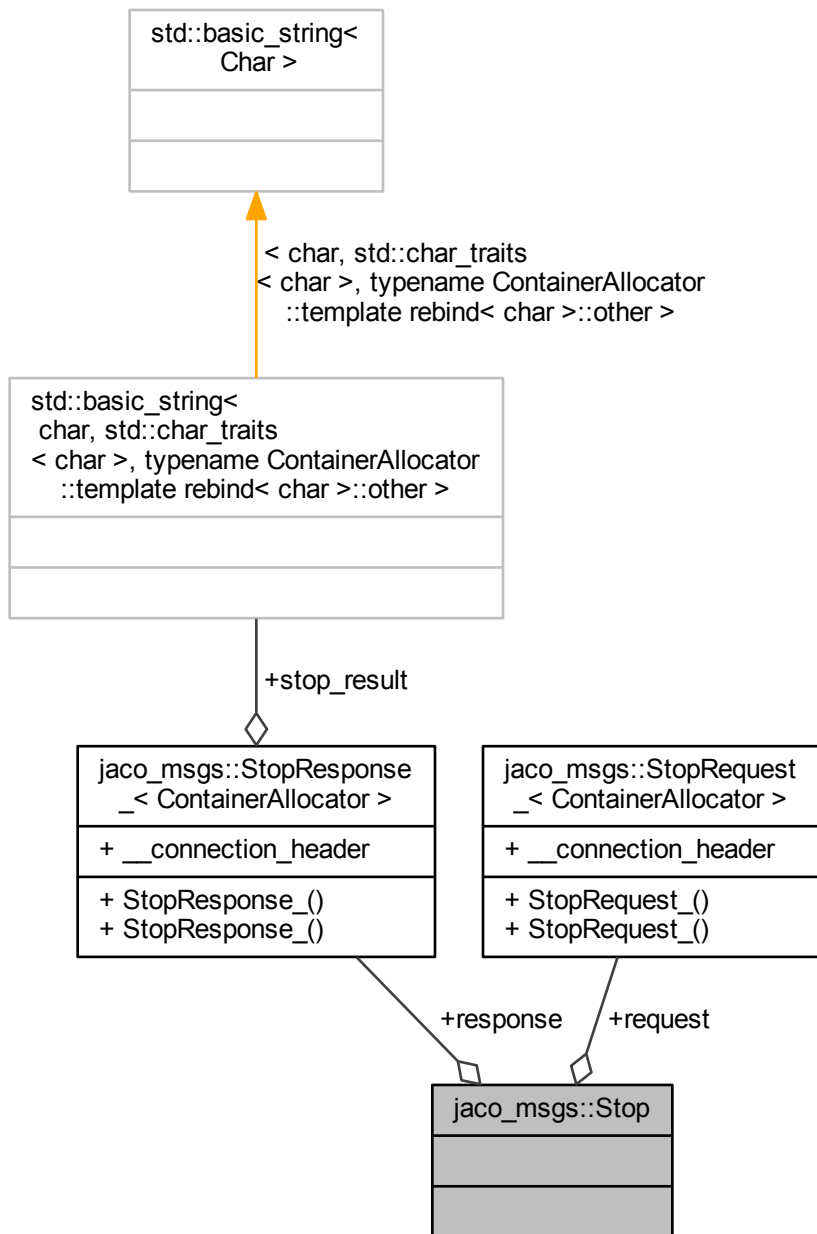 std::basic_string<
Char >
< char, std::char_traits
< char >, typename ContainerAllocator
::template rebind< char >::other >
std::basic_string<
char, std::char_traits
< char >, typename ContainerAllocator
::template rebind< char >::other >
+stop_result
jaco_msgs::StopResponse
_< ContainerAllocator >
+ __connection_header
+ StopResponse_()
+ StopResponse_()
jaco_msgs::StopRequest
_< ContainerAllocator >
+ __connection_header
+ StopRequest_()
+ StopRequest_()
+response
+request
jaco_msgs::Stop